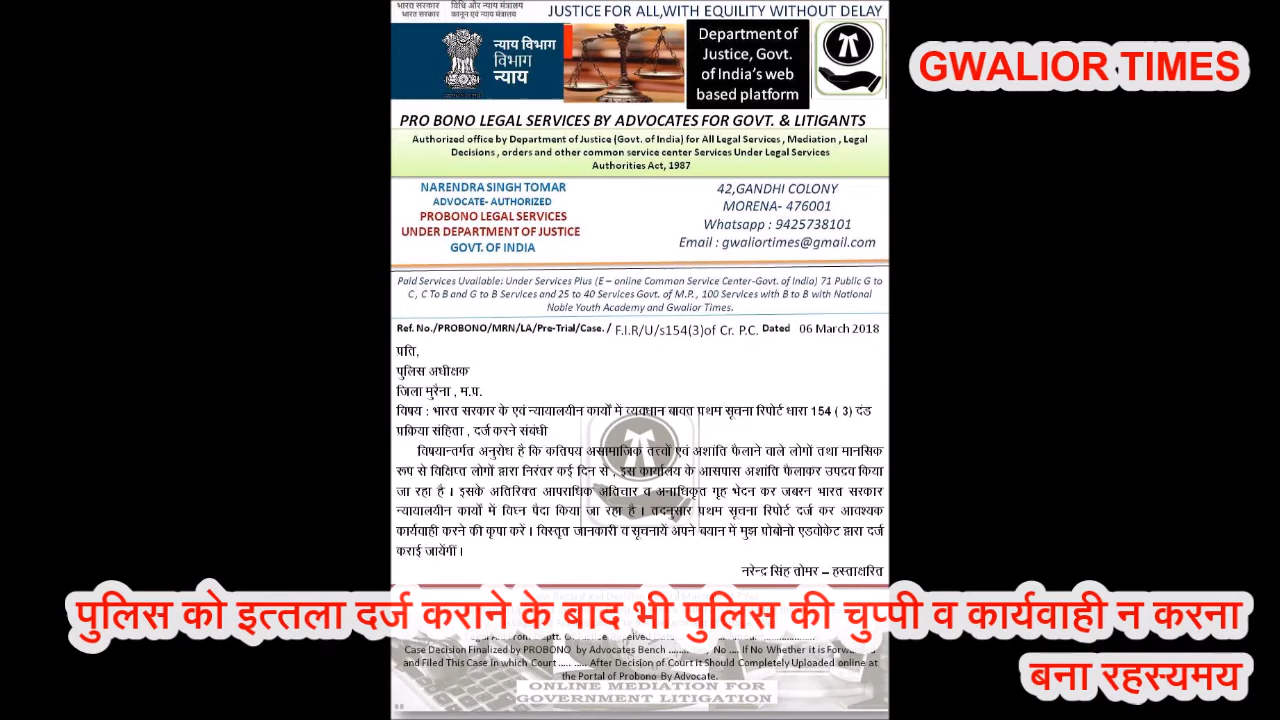 भारत सरकार
भारत सरकार
विधि और न्याय मंत्रालय
कानून एवं न्याय मंत्रालय
JUSTICE FOR ALL,WITH EQUILITY WITHOUT DELAY
न्याय विभाग
विभाग
न्याय
Department of
Justice, Govt.
of India's web
based platform
GWALIOR TIMES
PRO BONO LEGAL SERVICES BY ADVOCATES FOR GOVT. & LITIGANTS
Authorized office by Department of Justice (Govt. of India) for All Legal Services , Mediation , Legal
Decisions , orders and other common service center Services Under Legal Services
Authorities Act, 1987
NARENDRA SINGH TOMAR
ADVOCATE- AUTHORIZED
PROBONO LEGAL SERVICES
UNDER DEPARTMENT OF JUSTICE
GOVT. OF INDIA
42,GANDHI COLONY
MORENA- 476001
Whatsapp : 9425738101
Email : gwaliortimes@gmail.com
Paid Services Uvailable: Under Services Plus (E – online Common Service Center-Govt. of India) 71 Public G to
C , C To B and G to B Services and 25 to 40 Services Govt. of M.P. , 100 Services with B to B with National
Noble Youth Academy and Gwalior Times.
Ref. No./PROBONO/MRN/LA/Pre-Trial/Case. / F.I.R/U/s154(3)of Cr. P.C. Dated 06 March 2018
प्रति,
पुलिस अधीक्षक
जिला मुरैना , म.प्र.
विषय : भारत सरकार के एवं न्यायालयीन कार्यों में व्यवधान बावत प्रथम सूचना रिपोर्ट धारा 154 ( 3) दंड
प्रकिया संहिता , दर्ज करने संबंधी
विषयान्तर्गत अनुरोध है कि कतिपय असामाजिक तत्वों एवं अशांति फैलाने वाले लोगों तथा मानसिक
रूप से विक्षिप्त लोगों द्वारा निरंतर कई दिन से , इस कार्यालय के आसपास अशांति फैलाकर उपद्रव किया
जा रहा है । इसके अतिरिक्त आपराधिक अतिचार व अनाधिकृत गृह भेदन कर जबरन भारत सरकार
न्यायालयीन कार्यों में विघ्न पैदा किया जा रहा है । तदनुसार प्रथम सूचना रिपोर्ट दर्ज कर आवश्यक
कार्यवाही करने की कृपा करें । विस्तृत जानकारी व सूचनायें अपने बयान में मुझ प्रोबोनो एडवोकेट द्वारा दर्ज
कराई जायेंगीं ।
नरेन्द्र सिंह तोमर – हस्ताक्षरित
पुलिस को इत्तला दर्ज कराने के बाद भी पुलिस की चुप्पी व कार्यवाही न करना
बना रहस्यमय
Case Decision Finalized by PROBONO by Advocates Bench ........ No .... If No Whether it is
and Filed This Case in which Court ..... ..... After Decision of Court it Should Completely Uploaded online at
the Portal of Probono By Advocate.
ONLINE MEDIATION FOR
GOVERNMENT LITIGATION